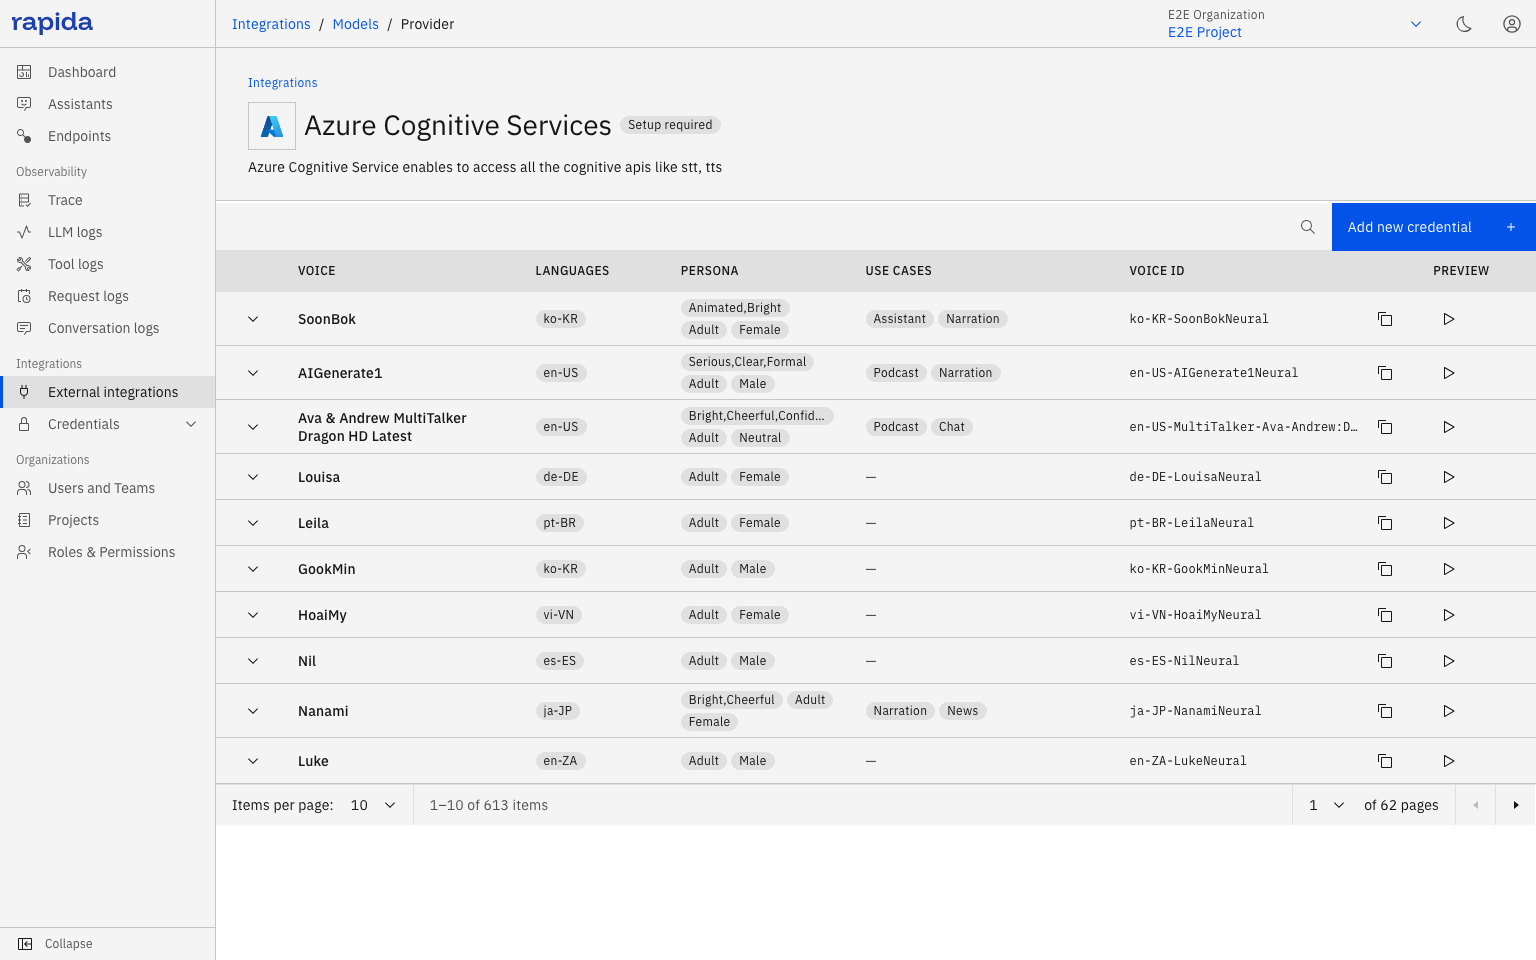 rapida
Integrations / Models / Provider
E2E Organization
E2E Project
Dashboard
Assistants
Endpoints
Observability
Trace
LLM logs
Tool logs
Request logs
Conversation logs
Integrations
External integrations
Credentials
Organizations
Users and Teams
Projects
Roles & Permissions
Collapse
Integrations
Azure Cognitive Services Setup required
Azure Cognitive Service enables to access all the cognitive apis like stt, tts
Add new credential +
VOICE LANGUAGES PERSONA USE CASES VOICE ID PREVIEW
SoonBok ko-KR Animated,Bright Adult Female Assistant Narration ko-KR-SoonBokNeural
AIGenerate1 en-US Serious,Clear,Formal Adult Male Podcast Narration en-US-AIGenerate1Neural
Ava & Andrew MultiTalker Dragon HD Latest en-US Bright,Cheerful,Confid... Adult Neutral Podcast Chat en-US-MultiTalker-Ava-Andrew:D...
Louisa de-DE Adult Female — de-DE-LouisaNeural
Leila pt-BR Adult Female — pt-BR-LeilaNeural
GookMin ko-KR Adult Male — ko-KR-GookMinNeural
HoaiMy vi-VN Adult Female — vi-VN-HoaiMyNeural
Nil es-ES Adult Male — es-ES-NilNeural
Nanami ja-JP Bright,Cheerful Adult Female Narration News ja-JP-NanamiNeural
Luke en-ZA Adult Male — en-ZA-LukeNeural
Items per page: 10 1–10 of 613 items 1 of 62 pages